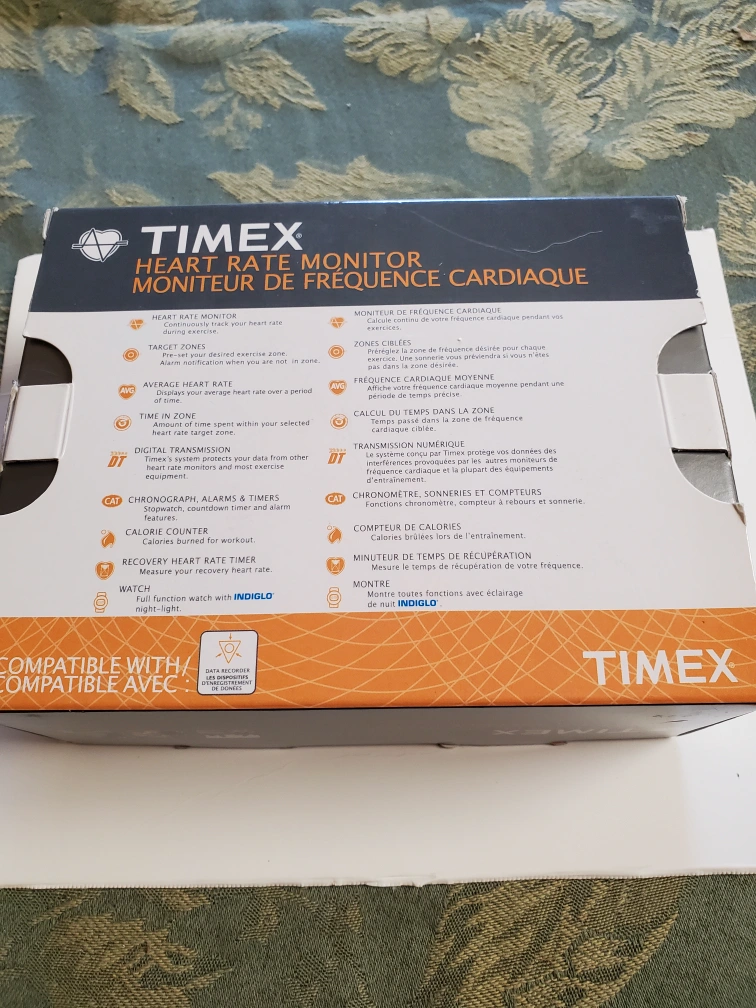 TIMEX®
HEART RATE MONITOR
MONITEUR DE FRÉQUENCE CARDIAQUE
HEART RATE MONITOR
Continuously track your heart rate
during exercise.
TARGET ZONES
Pre-set your desired exercise zone.
Alarm notification when you are not in zone.
AVG
AVERAGE HEART RATE
Displays your average heart rate over a period
of time.
TIME IN ZONE
Amount of time spent within your selected
heart rate target zone.
DT
DIGITAL TRANSMISSION
Timex's system protects your data from other
heart rate monitors and most exercise
equipment.
CAT
CHRONOGRAPH, ALARMS & TIMERS
Stopwatch, countdown timer and alarm
features.
CALORIE COUNTER
Calories burned for workout.
RECOVERY HEART RATE TIMER
Measure your recovery heart rate.
WATCH
Full function watch with INDIGLO®
night-light.
MONITEUR DE FRÉQUENCE CARDIAQUE
Calcule continu de votre fréquence cardiaque pendant vos
exercices.
ZONES CIBLÉES
Préréglez la zone de fréquence désirée pour chaque
exercice. Une sonnerie vous préviendra si vous n'êtes
pas dans la zone désirée.
AVG
FRÉQUENCE CARDIAQUE MOYENNE
Affiche votre fréquence cardiaque moyenne pendant une
période de temps précise.
CALCUL DU TEMPS DANS LA ZONE
Temps passé dans la zone de fréquence
cardiaque ciblée.
DT
TRANSMISSION NUMÉRIQUE
Le système conçu par Timex protège vos données des
interférences provoquées par les autres moniteurs de
fréquence cardiaque et la plupart des équipements
d'entraînement.
CAT
CHRONOMÈTRE, SONNERIES ET COMPTEURS
Fonctions chronomètre, compteur à rebours et sonnerie.
COMPTEUR DE CALORIES
Calories brûlées lors de l'entraînement.
MINUTEUR DE TEMPS DE RÉCUPÉRATION
Mesure le temps de récupération de votre fréquence.
MONTRE
Montre toutes fonctions avec éclairage
de nuit INDIGLO®.
COMPATIBLE WITH/
COMPATIBLE AVEC :
DATA RECORDER
LES DISPOSITIFS
D'ENREGISTREMENT
DE DONÉES
TIMEX®
TIMEX